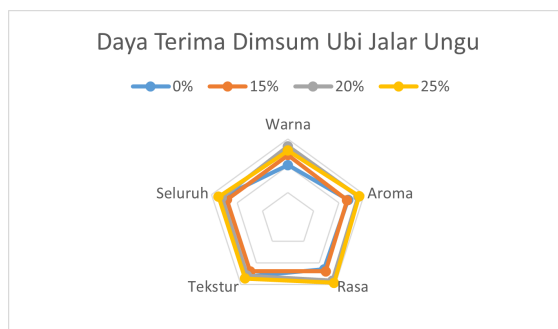 Daya Terima Dimsum Ubi Jalar Ungu
0% 15% 20% 25%
Warna
Seluruh Aroma
Tekstur Rasa